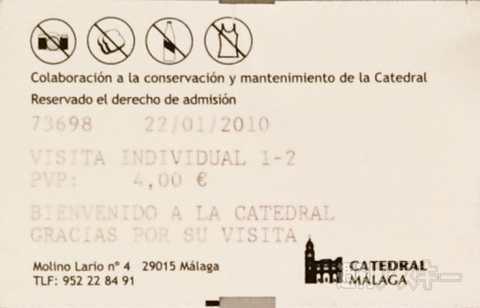 Colaboración a la conservación y mantenimiento de la Catedral
Reservado el derecho de admisión
73698 22/01/2010
VISITA INDIVIDUAL 1-2
PVP: 4,00 €
BIENVENIDO A LA CATEDRAL
GRACIAS POR SU VISITA
Molino Lario nº 4 29015 Málaga
TLF: 952 22 84 91
CATEDRAL
MÁLAGA